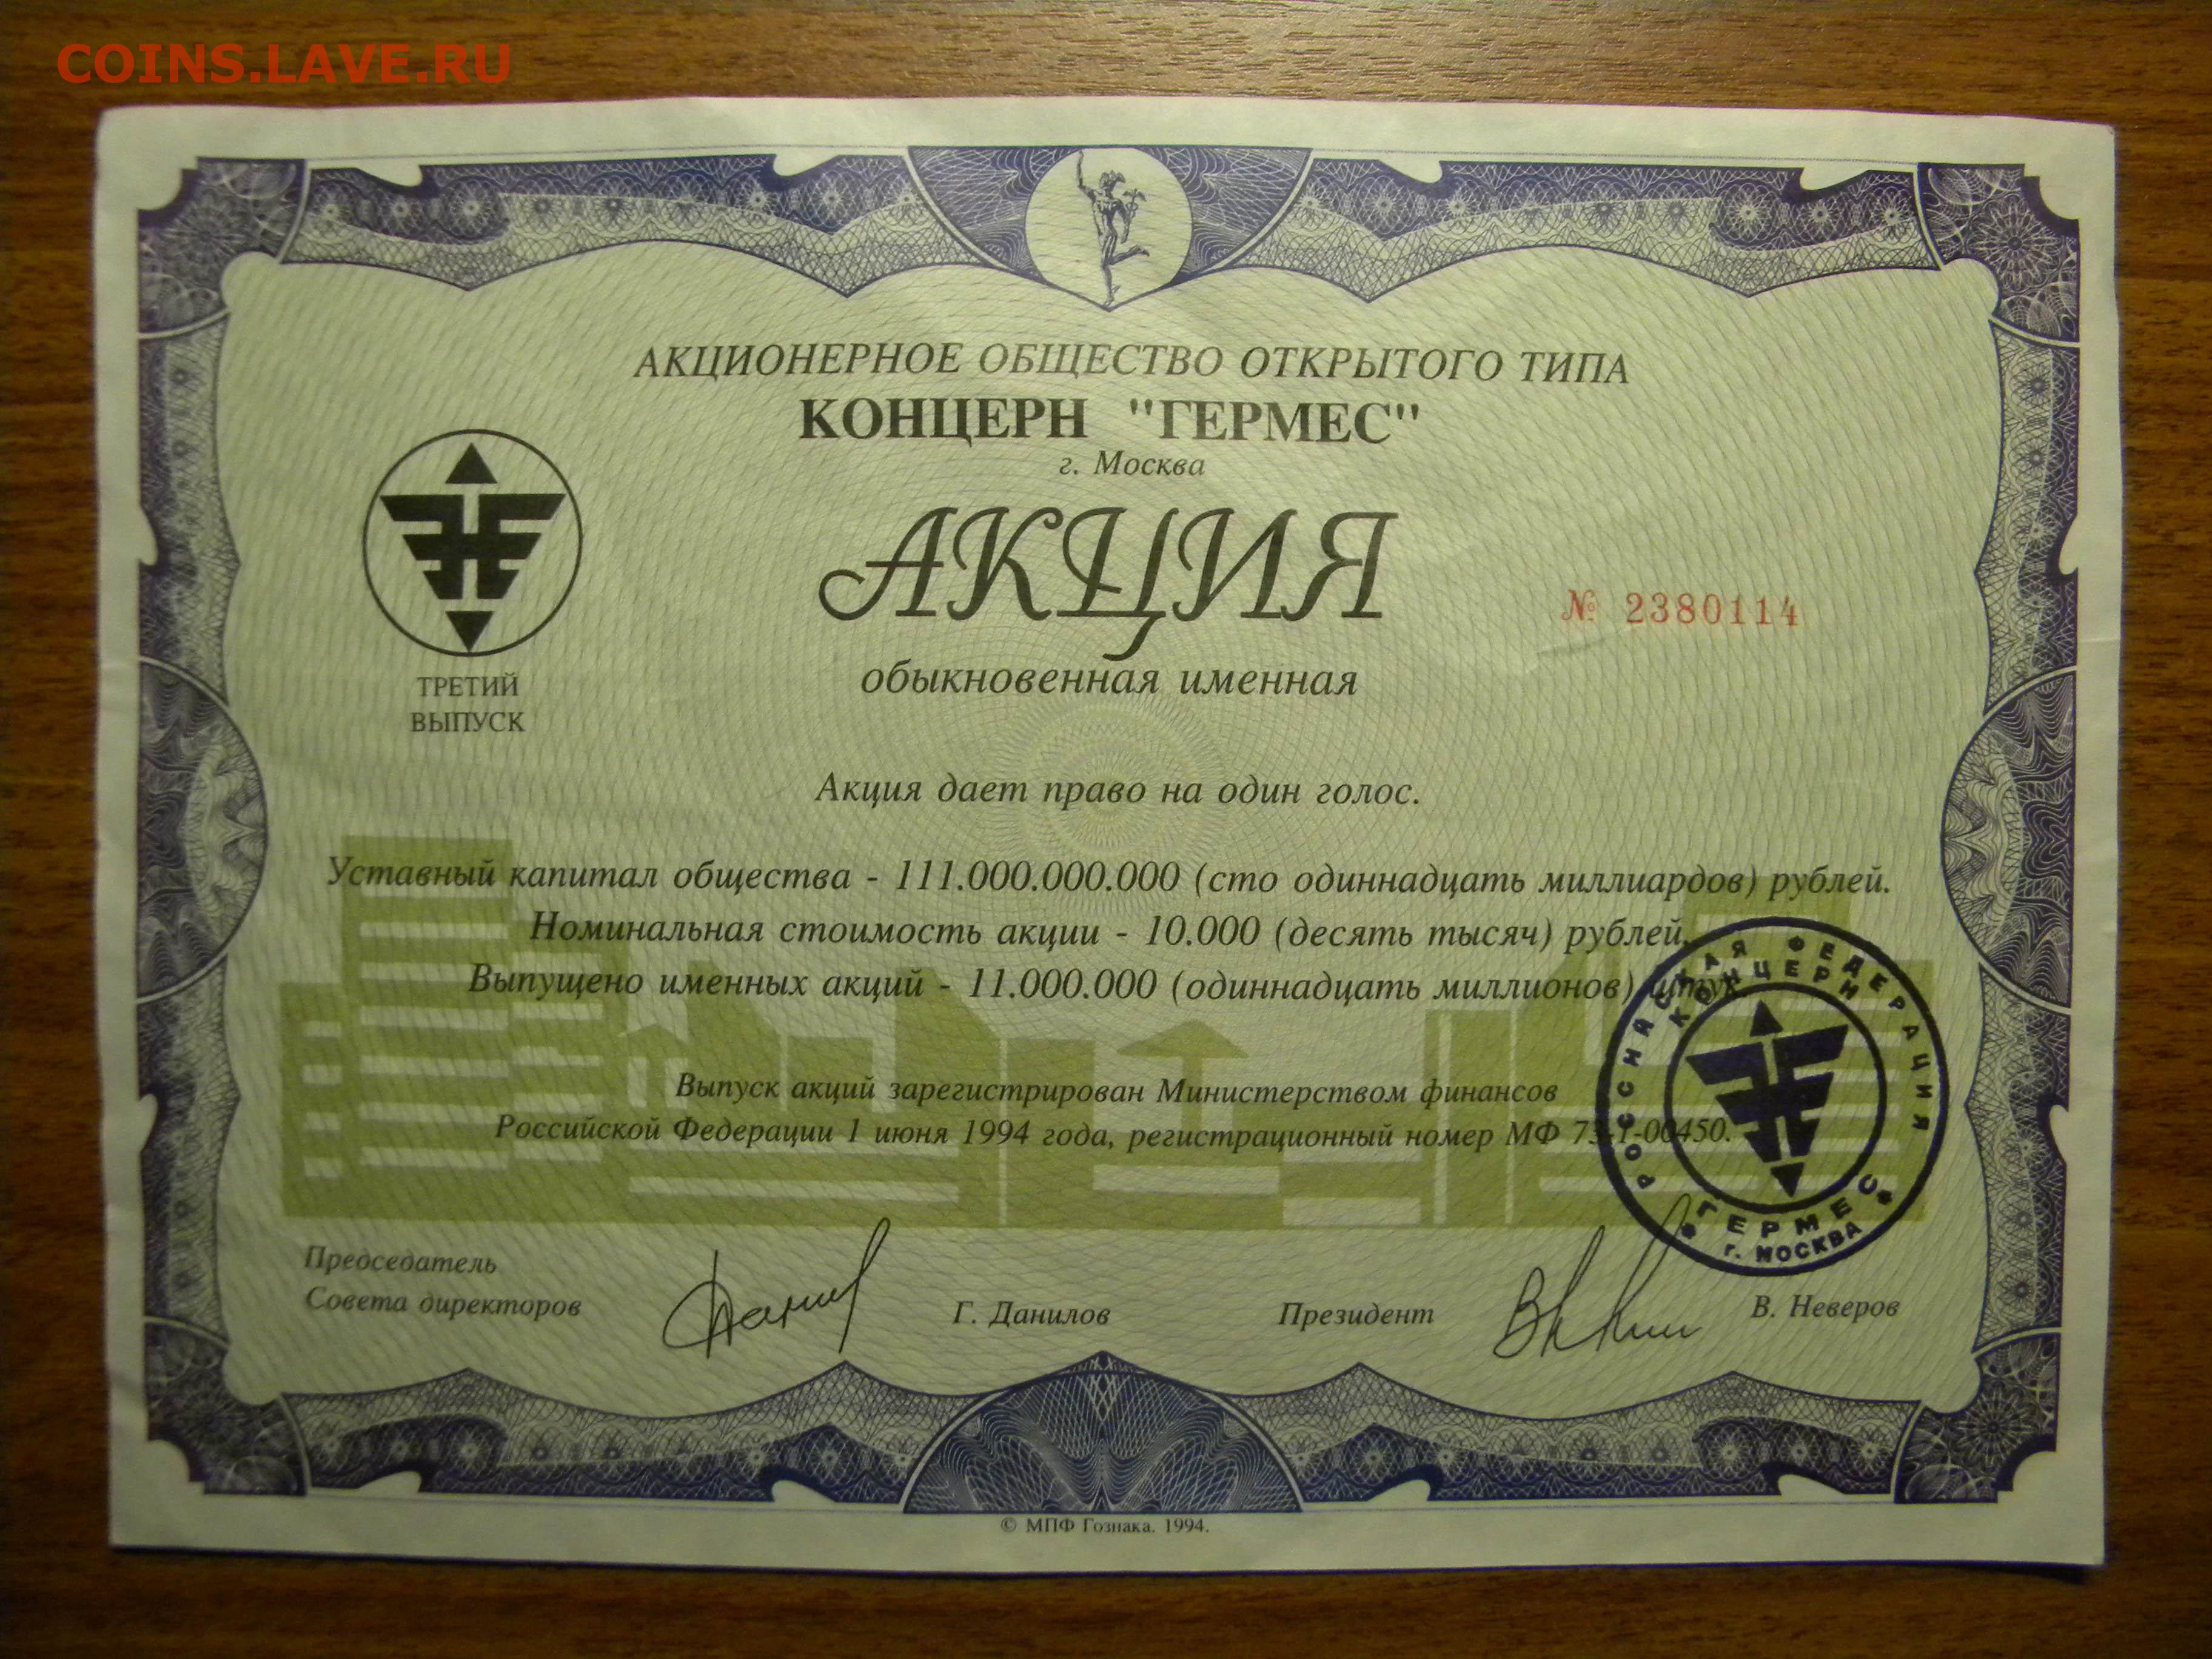 COINS.LAVE.RU
АКЦИОНЕРНОЕ ОБЩЕСТВО ОТКРЫТОГО ТИПА
КОНЦЕРН "ГЕРМЕС"
г. Москва
АКЦИЯ
№ 2380114
обыкновенная именная
ТРЕТИЙ
ВЫПУСК
Акция дает право на один голос.
Уставный капитал общества - 111.000.000.000 (сто одиннадцать миллиардов) рублей.
Номинальная стоимость акции - 10.000 (десять тысяч) рублей.
Выпущено именных акций - 11.000.000 (одиннадцать миллионов) штук.
Выпуск акций зарегистрирован Министерством финансов
Российской Федерации 1 июня 1994 года, регистрационный номер МФ 73-1-00450.
РОССИЙСКАЯ ФЕДЕРАЦИЯ
КОНЦЕРН
*ГЕРМЕС*
г. МОСКВА
Председатель
Совета директоров
Г. Данилов
Президент
В. Неверов
© МПФ Гознака. 1994.